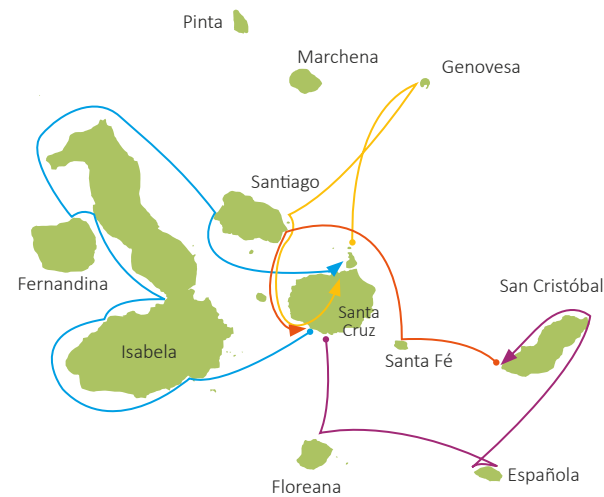 Pinta
Marchena
Genovesa
Santiago
Fernandina
San Cristóbal
Santa
Cruz
Isabela
Santa Fé
Floreana
Española